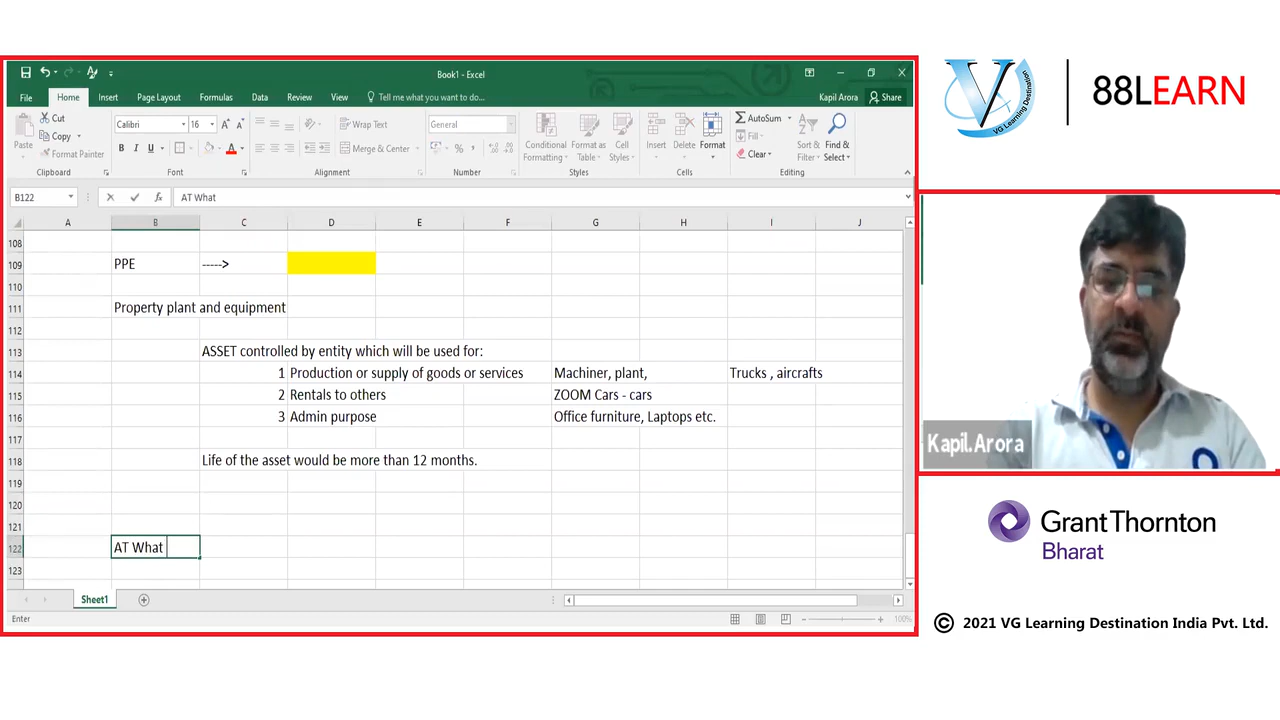 Book1 - Excel
File Home Insert Page Layout Formulas Data Review View Tell me what you want to do... Kapil Arora Share
Paste Cut Copy Format Painter Clipboard
Calibri 16 B I U Font
Wrap Text Merge & Center Alignment
General % Number
Conditional Formatting Format as Table Cell Styles Styles
Insert Delete Format Cells
AutoSum Fill Clear Sort & Filter Find & Select Editing
B122 fx AT What
A B C D E F G H I J
108
109 PPE ----->
110
111 Property plant and equipment
112
113 ASSET controlled by entity which will be used for:
114 1 Production or supply of goods or services Machiner, plant, Trucks , aircrafts
115 2 Rentals to others ZOOM Cars - cars
116 3 Admin purpose Office furniture, Laptops etc.
117
118 Life of the asset would be more than 12 months.
119
120
121
122 AT What
123
Sheet1
Enter 100%
V VG Learning Destination
88LEARN
Kapil.Arora
Grant Thornton
Bharat
© 2021 VG Learning Destination India Pvt. Ltd.